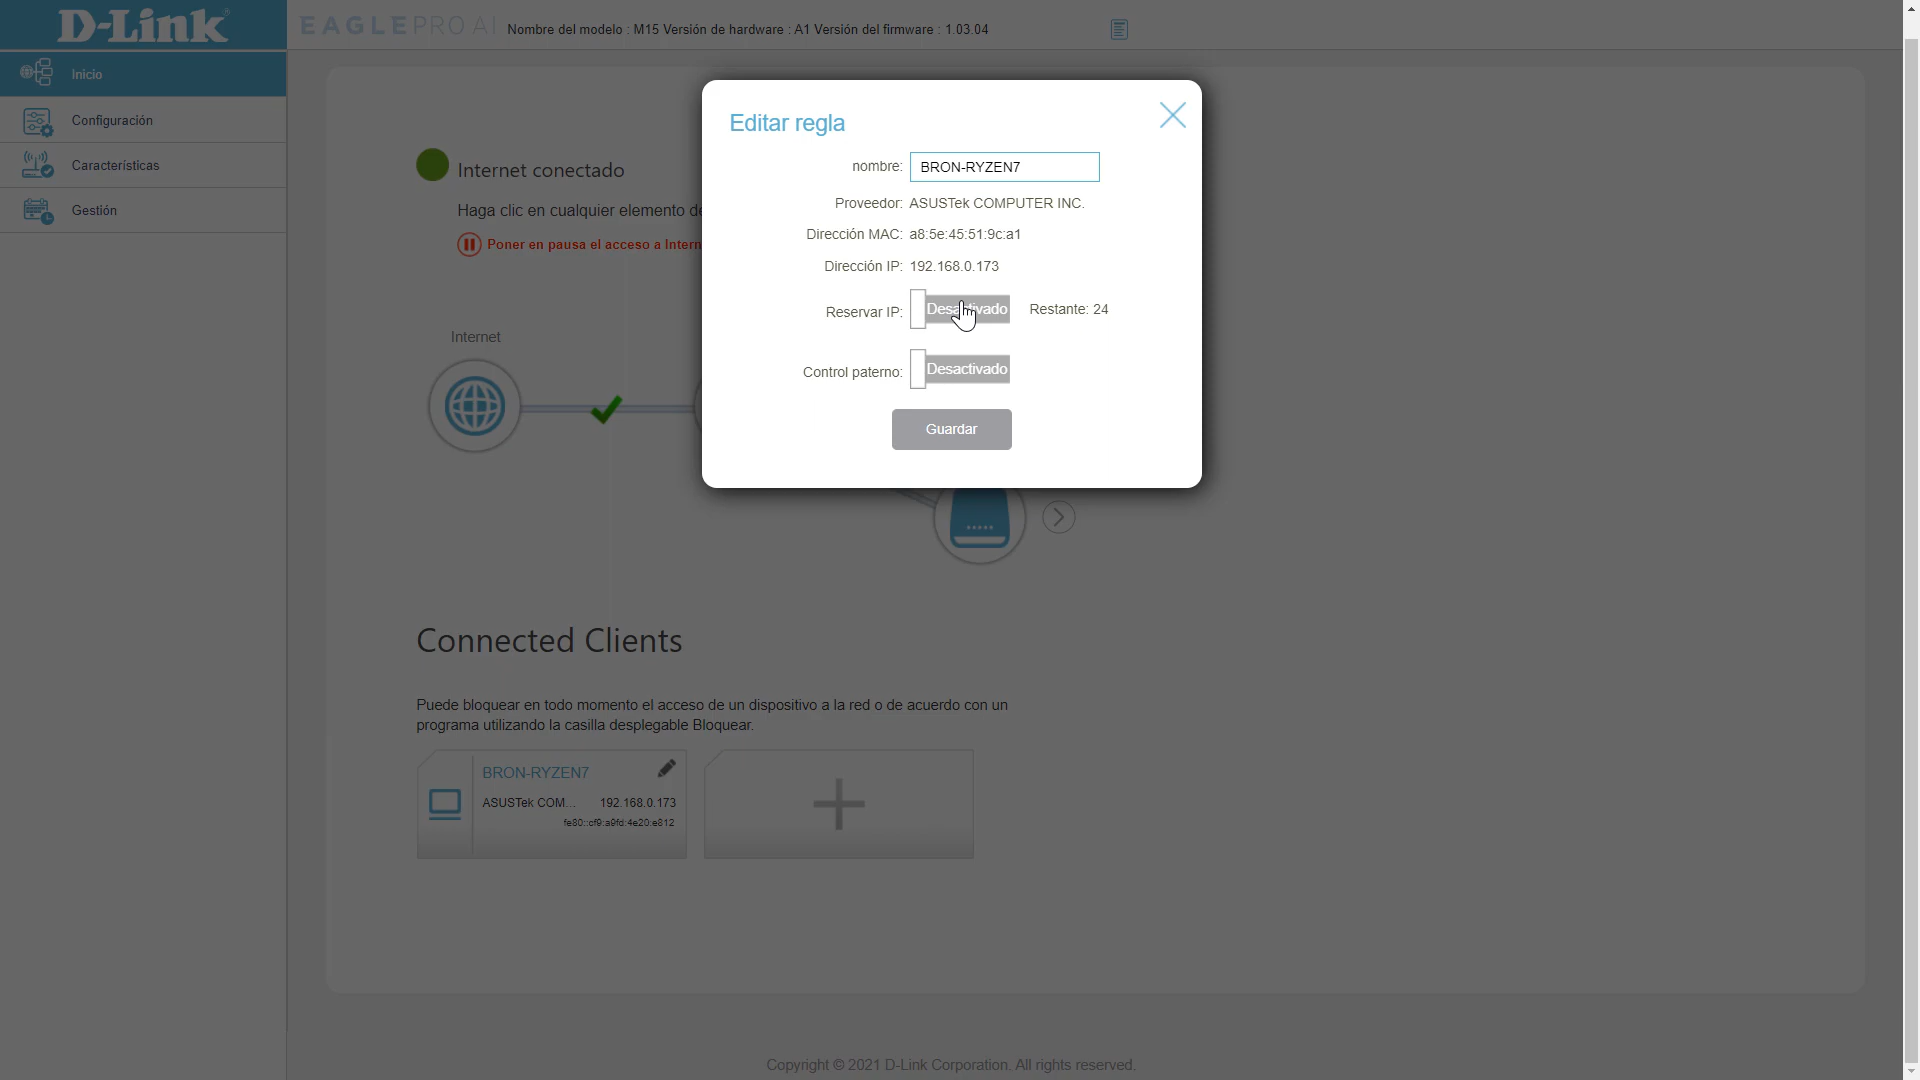 D-Link®
EAGLE PRO AI
Nombre del modelo : M15 Versión de hardware : A1 Versión del firmware : 1.03.04
Inicio
Configuración
Características
Gestión
Internet conectado
Haga clic en cualquier elemento de
Poner en pausa el acceso a Intern
Internet
Editar regla
nombre: BRON-RYZEN7
Proveedor: ASUSTek COMPUTER INC.
Dirección MAC: a8:5e:45:51:9c:a1
Dirección IP: 192.168.0.173
Reservar IP: Desactivado Restante: 24
Control paterno: Desactivado
Guardar
Connected Clients
Puede bloquear en todo momento el acceso de un dispositivo a la red o de acuerdo con un
programa utilizando la casilla desplegable Bloquear.
BRON-RYZEN7
ASUSTek COM... 192.168.0.173
fe80::cf9:a9fd:4e20:e812
Copyright © 2021 D-Link Corporation. All rights reserved.